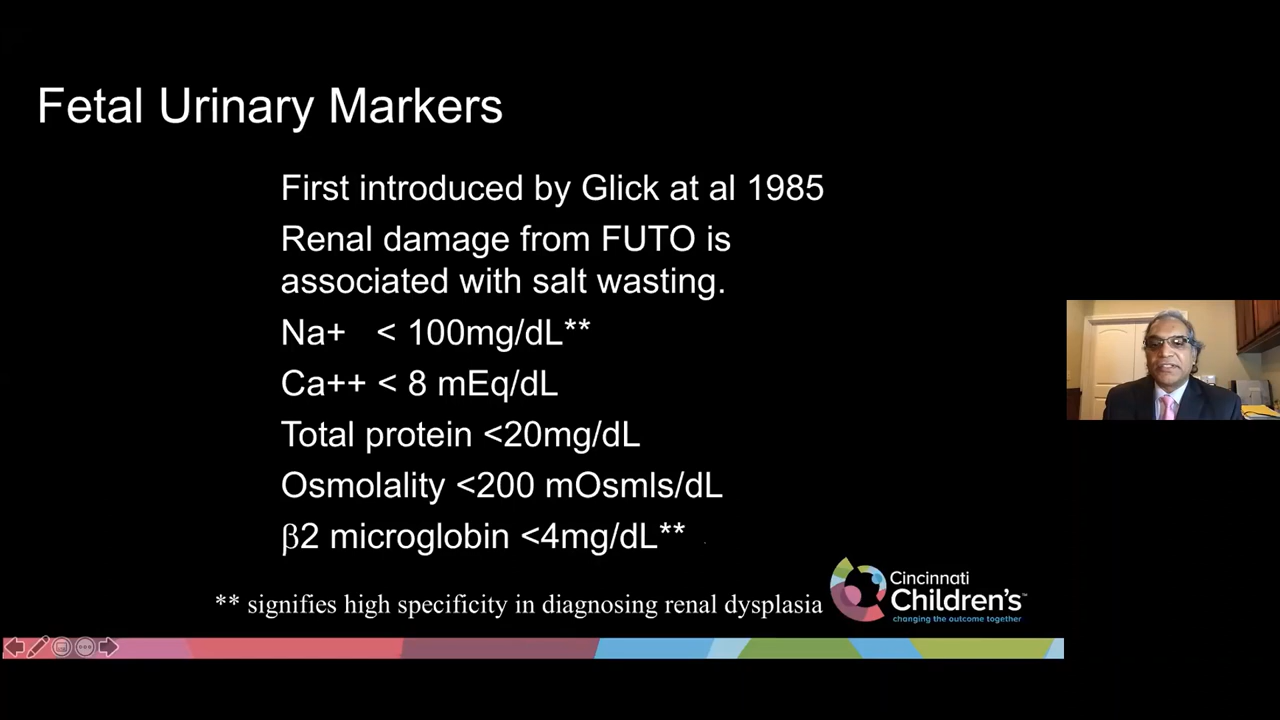 Fetal Urinary Markers
First introduced by Glick at al 1985
Renal damage from FUTO is
associated with salt wasting.
Na+ < 100mg/dL**
Ca++ < 8 mEq/dL
Total protein <20mg/dL
Osmolality <200 mOsmls/dL
β2 microglobin <4mg/dL**
** signifies high specificity in diagnosing renal dysplasia
Cincinnati
Children's™
changing the outcome together